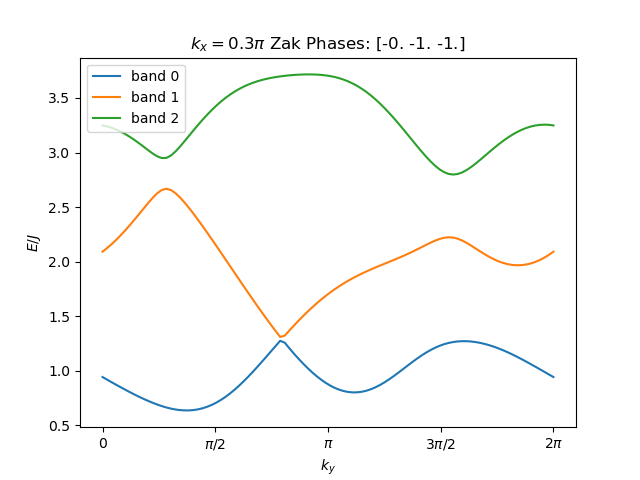 kₓ = 0.3π Zak Phases: [-0. -1. -1.]
band 0
band 1
band 2
E/J
3.5
3.0
2.5
2.0
1.5
1.0
0.5
0 π/2 π 3π/2 2π
k_y